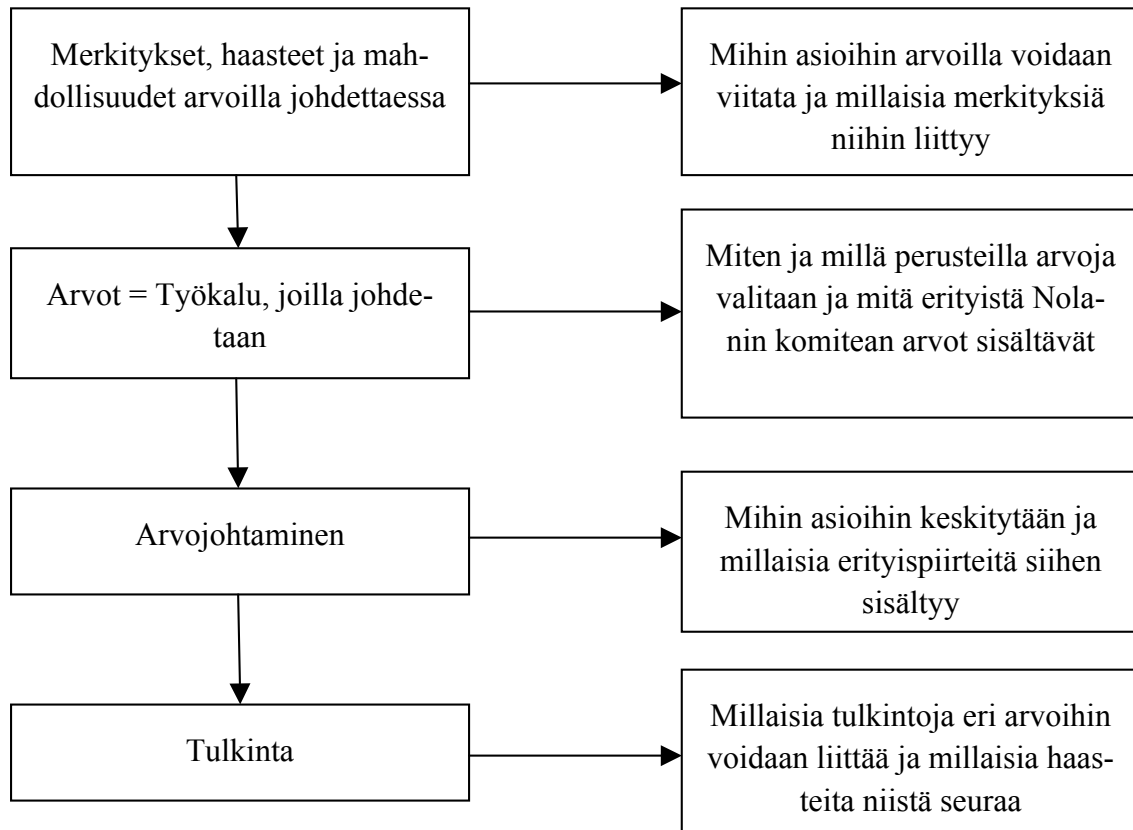 Merkitykset, haasteet ja mah-
dollisuudet arvoilla johdettaessa
Mihin asioihin arvoilla voidaan
viitata ja millaisia merkityksiä
niihin liittyy
Arvot = Työkalu, joilla johde-
taan
Miten ja millä perusteilla arvoja
valitaan ja mitä erityistä Nola-
nin komitean arvot sisältävät
Arvojohtaminen
Mihin asioihin keskitytään ja
millaisia erityispiirteitä siihen
sisältyy
Tulkinta
Millaisia tulkintoja eri arvoihin
voidaan liittää ja millaisia haas-
teita niistä seuraa